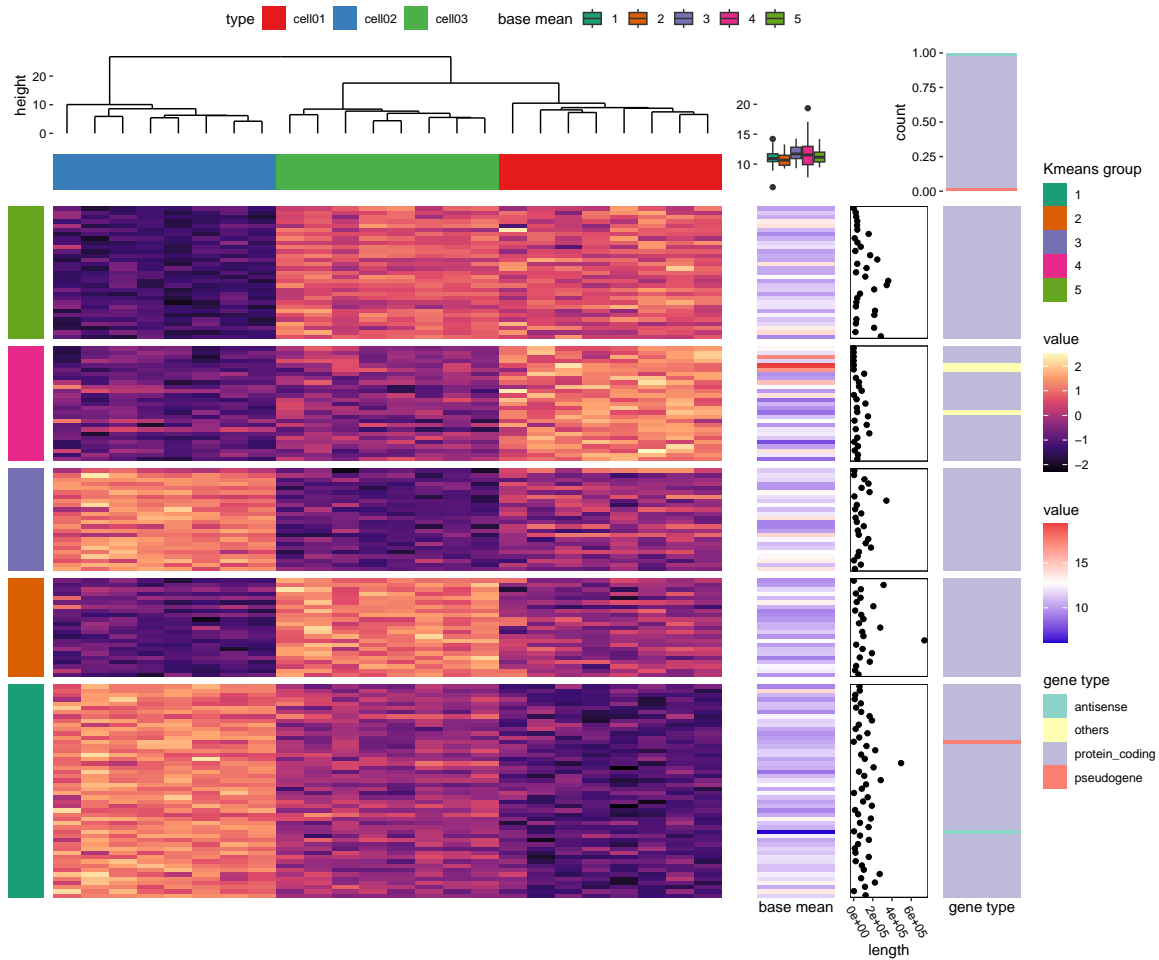 type cell01 cell02 cell03 base mean 1 2 3 4 5
height
20
10
0
20
15
10
count
1.00
0.75
0.50
0.25
0.00
Kmeans group
1
2
3
4
5
value
2
1
0
−1
−2
value
15
10
gene type
antisense
others
protein_coding
pseudogene
base mean
0e+00 2e+05 4e+05 6e+05
length
gene type